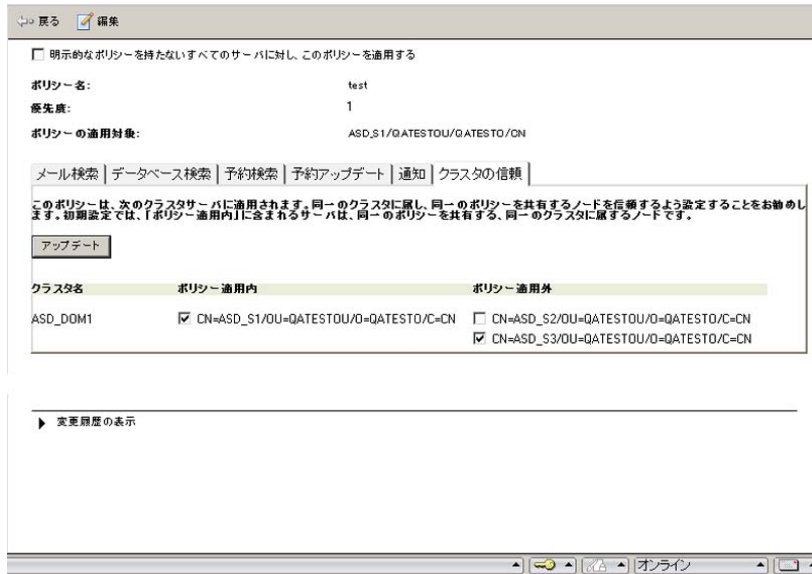 戻る 編集
明示的なポリシーを持たないすべてのサーバに対し、このポリシーを適用する
ポリシー名: test
優先度: 1
ポリシーの適用対象: ASD_S1/QATESTOU/QATESTO/CN
メール検索 データベース検索 予約検索 予約アップデート 通知 クラスタの信頼
このポリシーは、次のクラスタサーバに適用されます。同一のクラスタに属し、同一のポリシーを共有するノードを信頼するよう設定することをお勧めし
ます。初期設定では、「ポリシー適用内」に含まれるサーバは、同一のポリシーを共有する、同一のクラスタに属するノードです。
アップデート
クラスタ名 ポリシー適用内 ポリシー適用外
ASD_DOM1 CN=ASD_S1/OU=QATESTOU/O=QATESTO/C=CN CN=ASD_S2/OU=QATESTOU/O=QATESTO/C=CN
CN=ASD_S3/OU=QATESTOU/O=QATESTO/C=CN
変更履歴の表示
オンライン